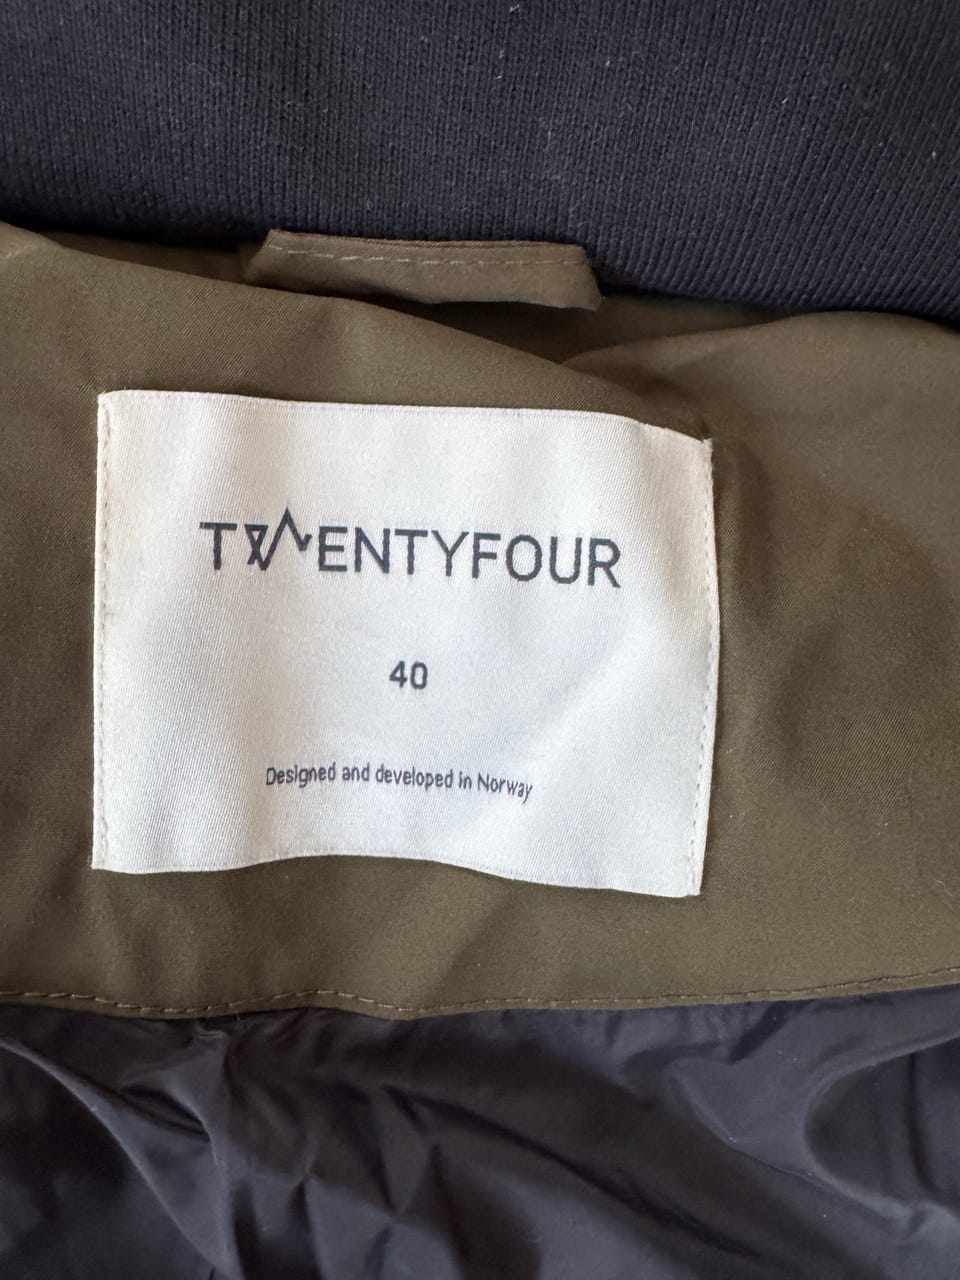 TWENTYFOUR
40
Designed and developed in Norway